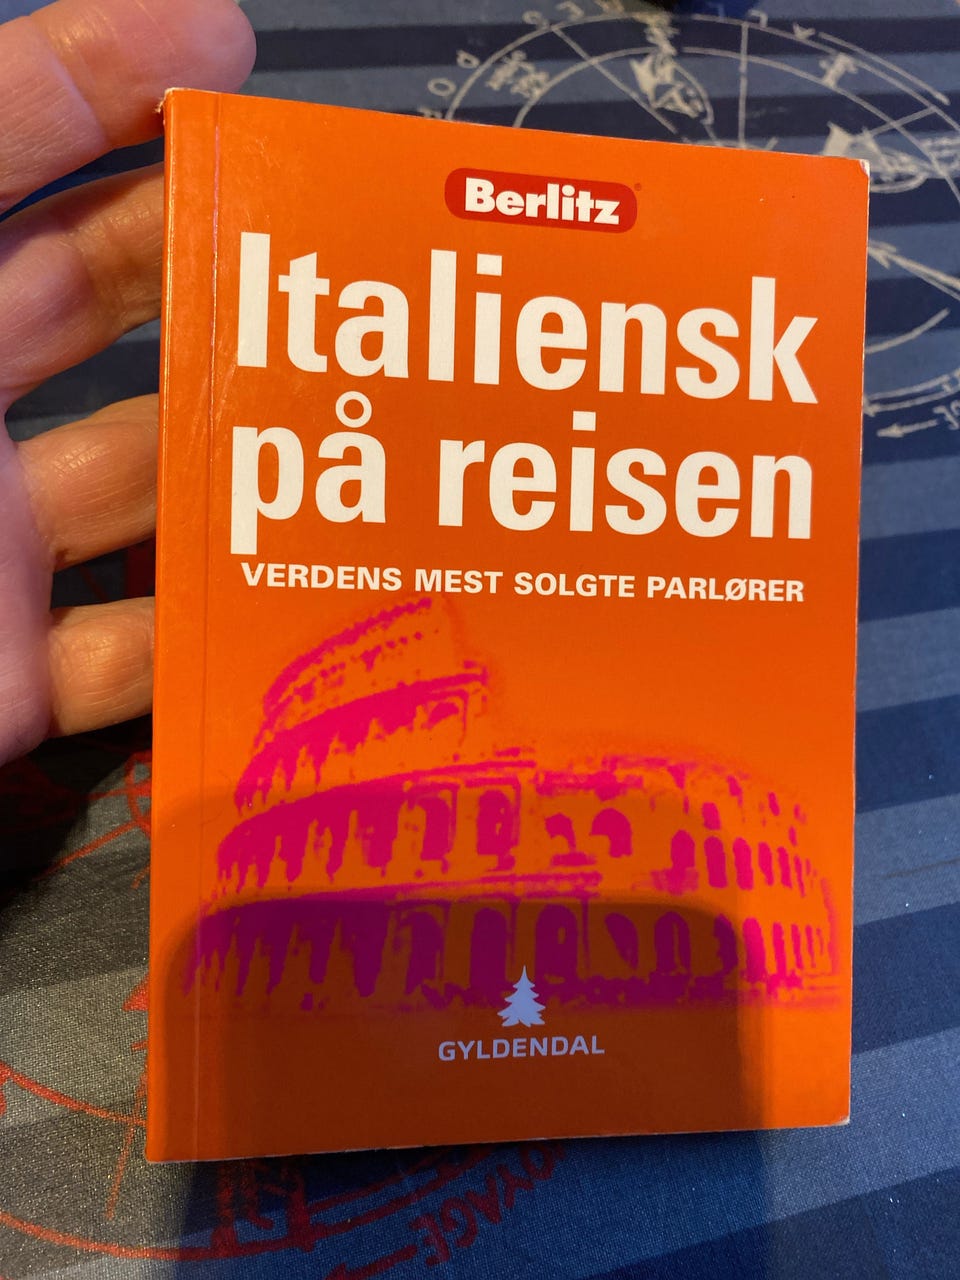 Berlitz
Italiensk
på reisen
VERDENS MEST SOLGTE PARLØRER
GYLDENDAL